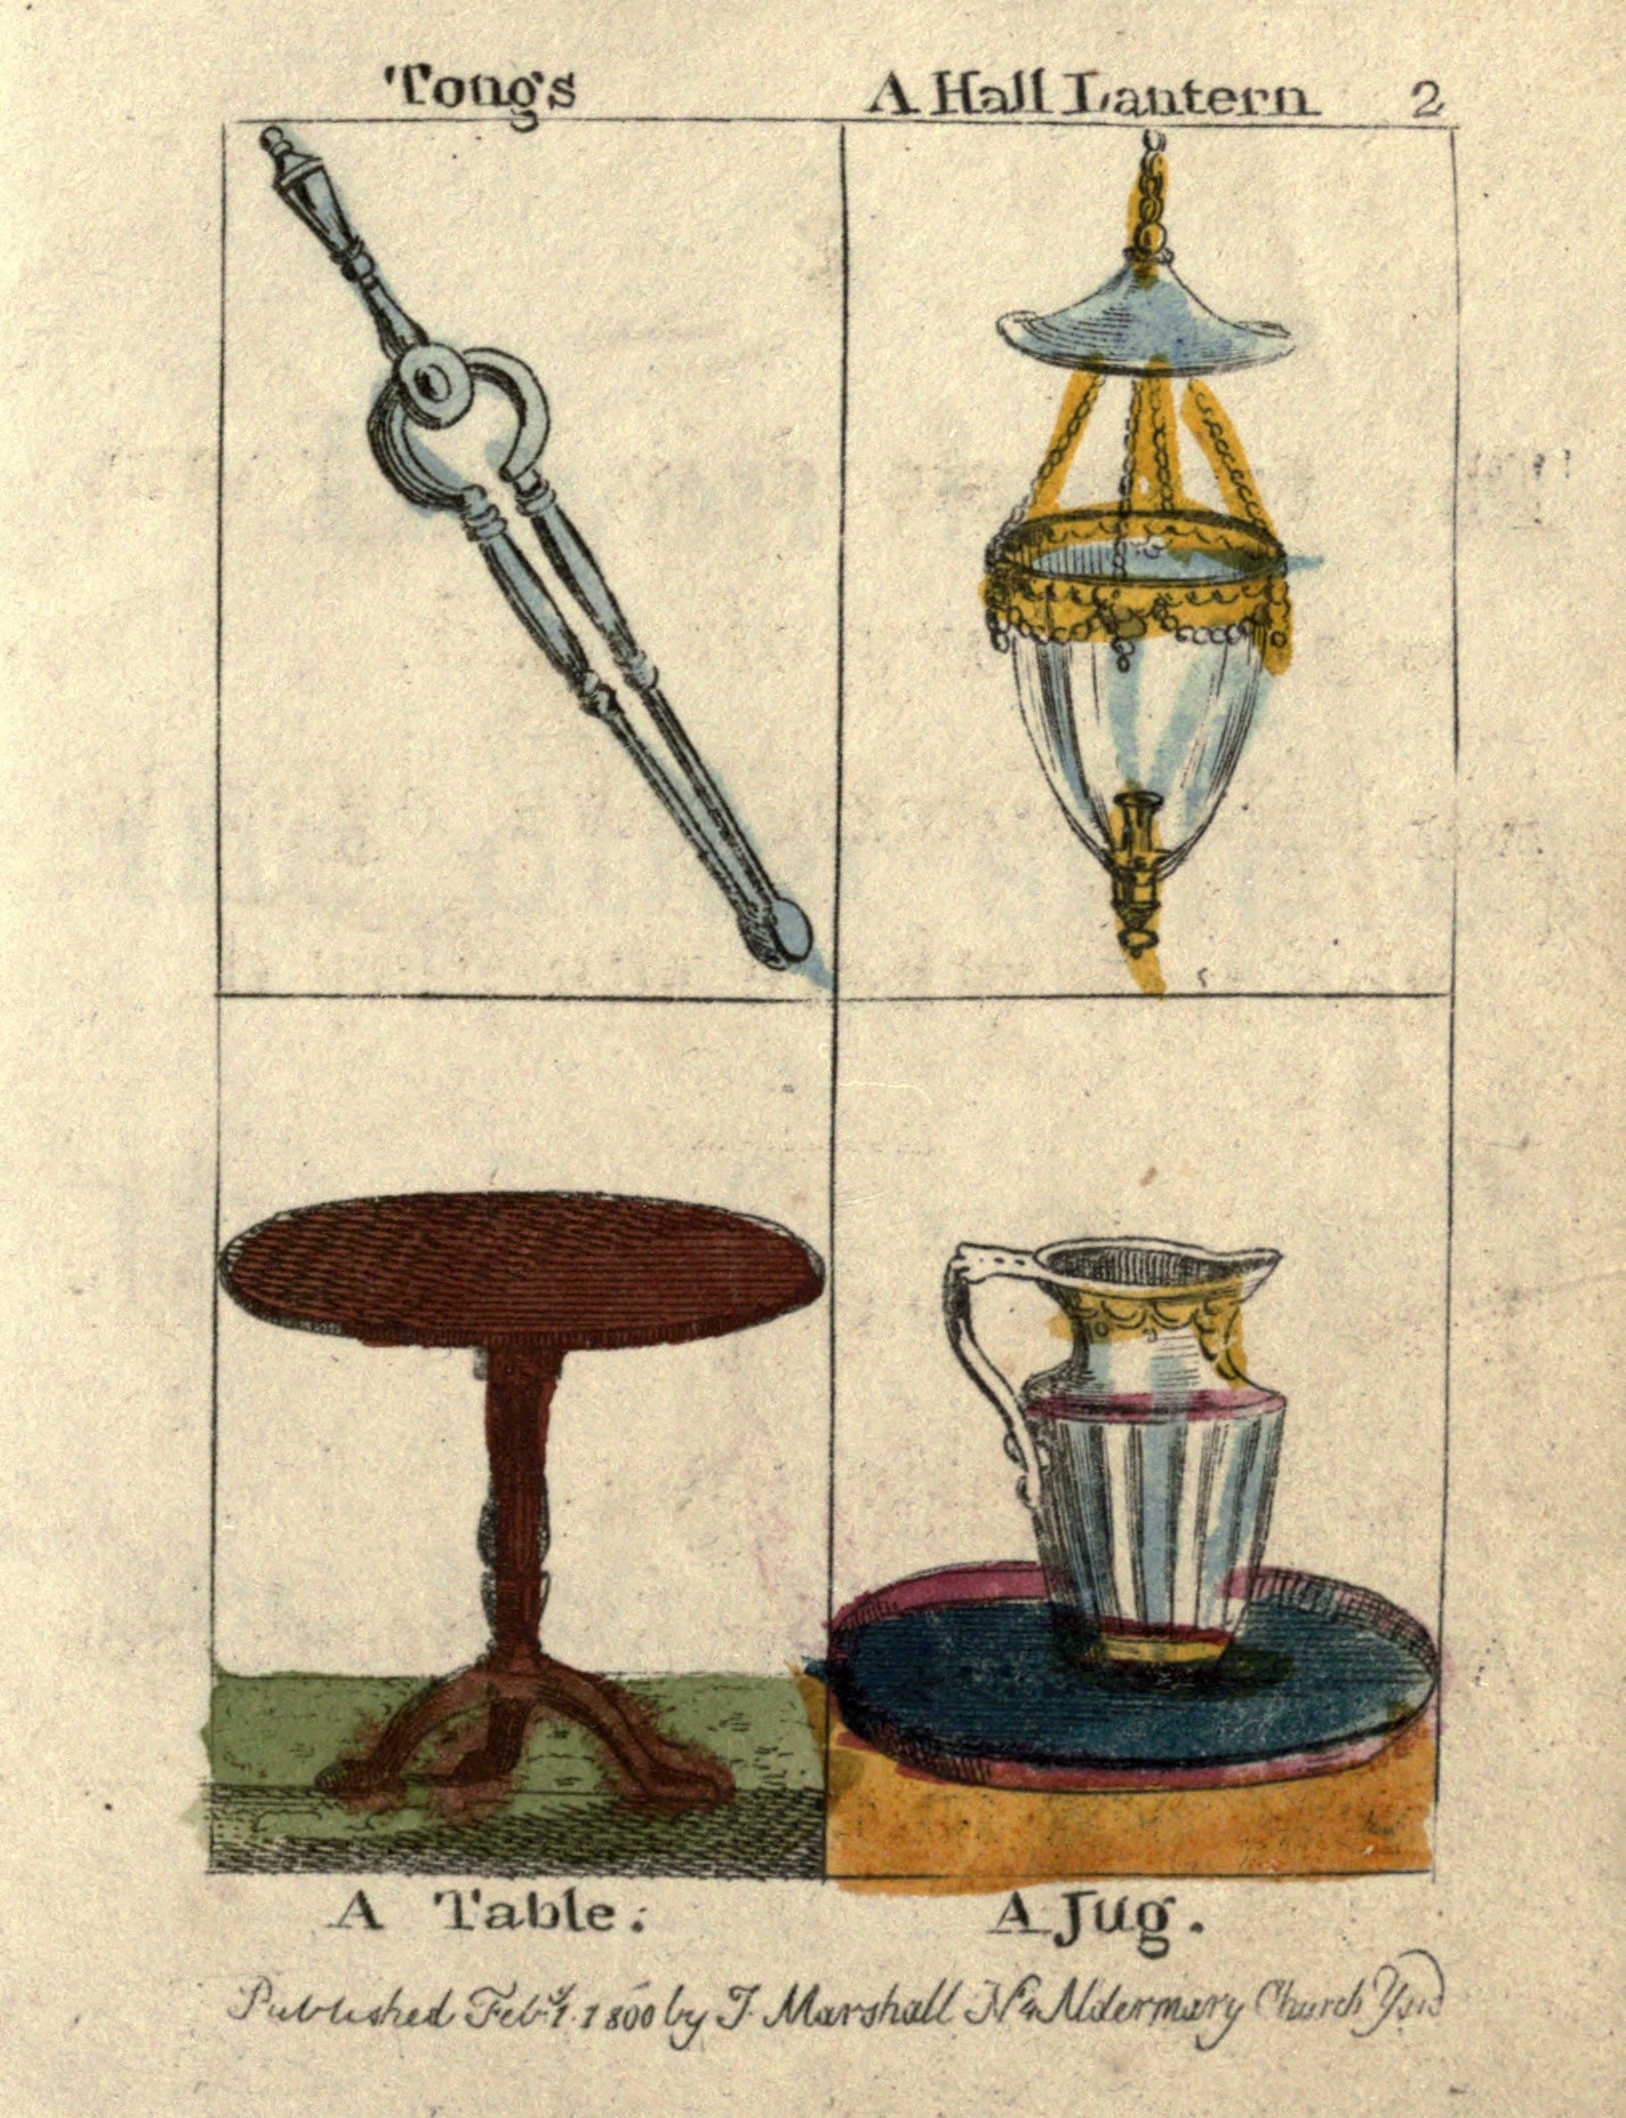 Tongs
A Hall Lantern 2
A Table.
A Jug.
Published Feb.y 1. 1800 by J. Marshall No 4 Aldermary Church Yard